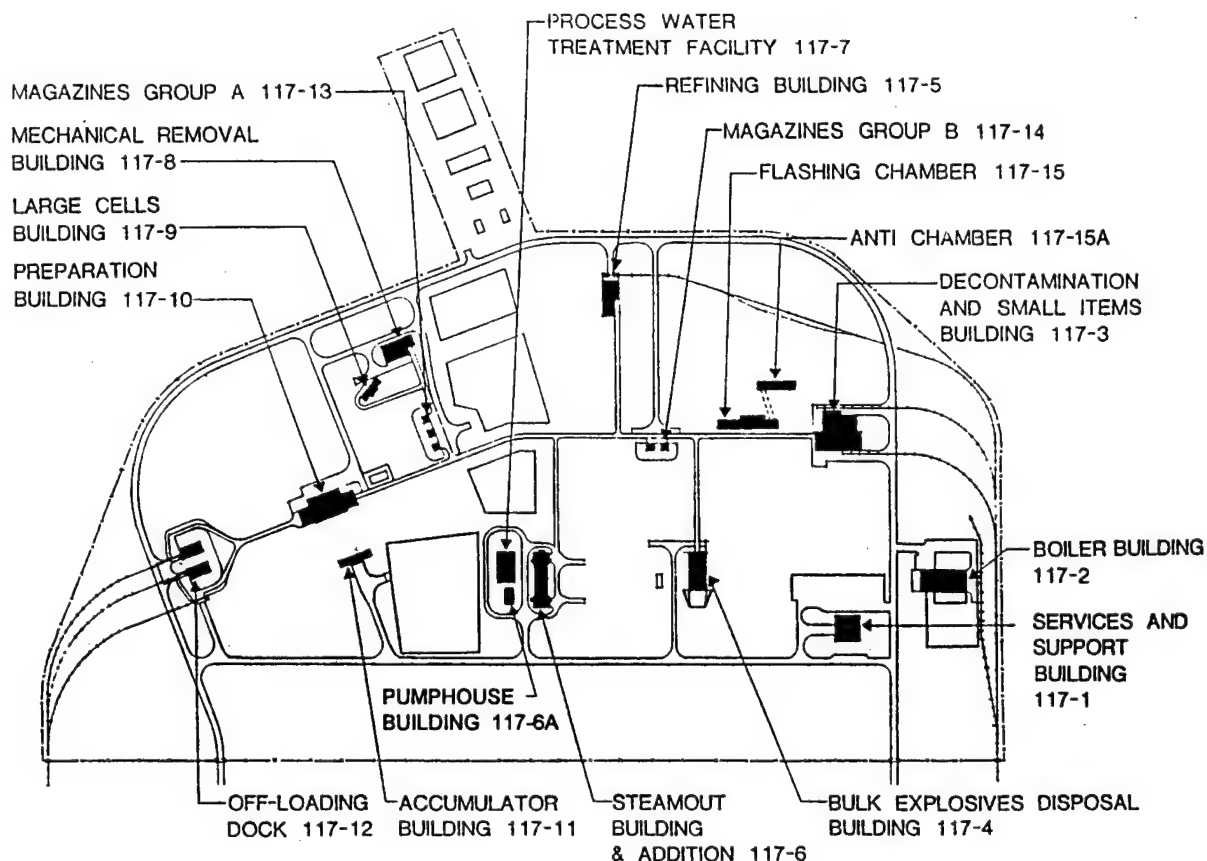 PROCESS WATER
TREATMENT FACILITY 117-7
MAGAZINES GROUP A 117-13
REFINING BUILDING 117-5
MECHANICAL REMOVAL
BUILDING 117-8
MAGAZINES GROUP B 117-14
FLASHING CHAMBER 117-15
LARGE CELLS
BUILDING 117-9
ANTI CHAMBER 117-15A
PREPARATION
BUILDING 117-10
DECONTAMINATION
AND SMALL ITEMS
BUILDING 117-3
BOILER BUILDING
117-2
SERVICES AND
SUPPORT
BUILDING
117-1
PUMPHOUSE
BUILDING 117-6A
OFF-LOADING
DOCK 117-12
ACCUMULATOR
BUILDING 117-11
STEAMOUT
BUILDING
& ADDITION 117-6
BULK EXPLOSIVES DISPOSAL
BUILDING 117-4